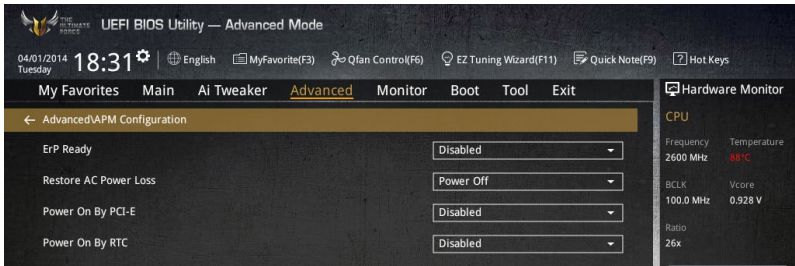 THE
ULTIMATE
FORCE
UEFI BIOS Utility — Advanced Mode
04/01/2014
Tuesday
18:31
English
MyFavorite(F3)
Qfan Control(F6)
EZ Tuning Wizard(F11)
Quick Note(F9)
? Hot Keys
My Favorites
Main
Ai Tweaker
Advanced
Monitor
Boot
Tool
Exit
← Advanced\APM Configuration
ErP Ready
Disabled
Restore AC Power Loss
Power Off
Power On By PCI-E
Disabled
Power On By RTC
Disabled
Hardware Monitor
CPU
Frequency Temperature
2600 MHz 88°C
BCLK Vcore
100.0 MHz 0.928 V
Ratio
26x